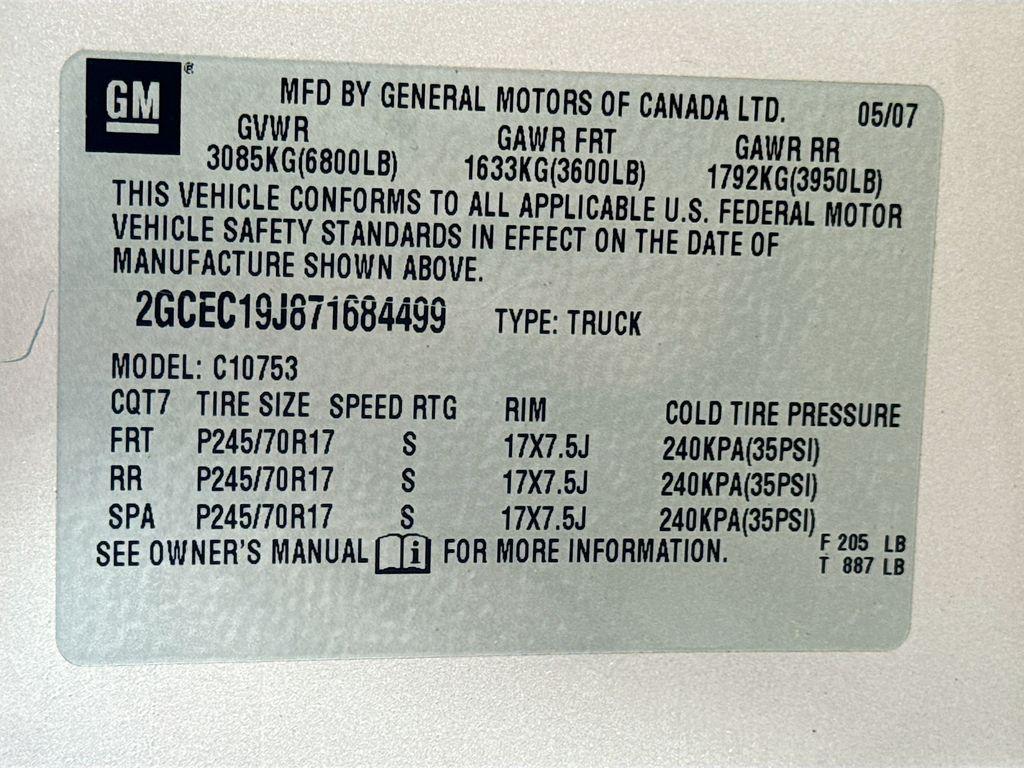 GM®
MFD BY GENERAL MOTORS OF CANADA LTD. 05/07
GVWR GAWR FRT GAWR RR
3085KG(6800LB) 1633KG(3600LB) 1792KG(3950LB)
THIS VEHICLE CONFORMS TO ALL APPLICABLE U.S. FEDERAL MOTOR
VEHICLE SAFETY STANDARDS IN EFFECT ON THE DATE OF
MANUFACTURE SHOWN ABOVE.
2GCEC19J871684499 TYPE: TRUCK
MODEL: C10753
CQT7 TIRE SIZE SPEED RTG RIM COLD TIRE PRESSURE
FRT P245/70R17 S 17X7.5J 240KPA(35PSI)
RR P245/70R17 S 17X7.5J 240KPA(35PSI)
SPA P245/70R17 S 17X7.5J 240KPA(35PSI)
SEE OWNER'S MANUAL i FOR MORE INFORMATION.
F 205 LB
T 887 LB